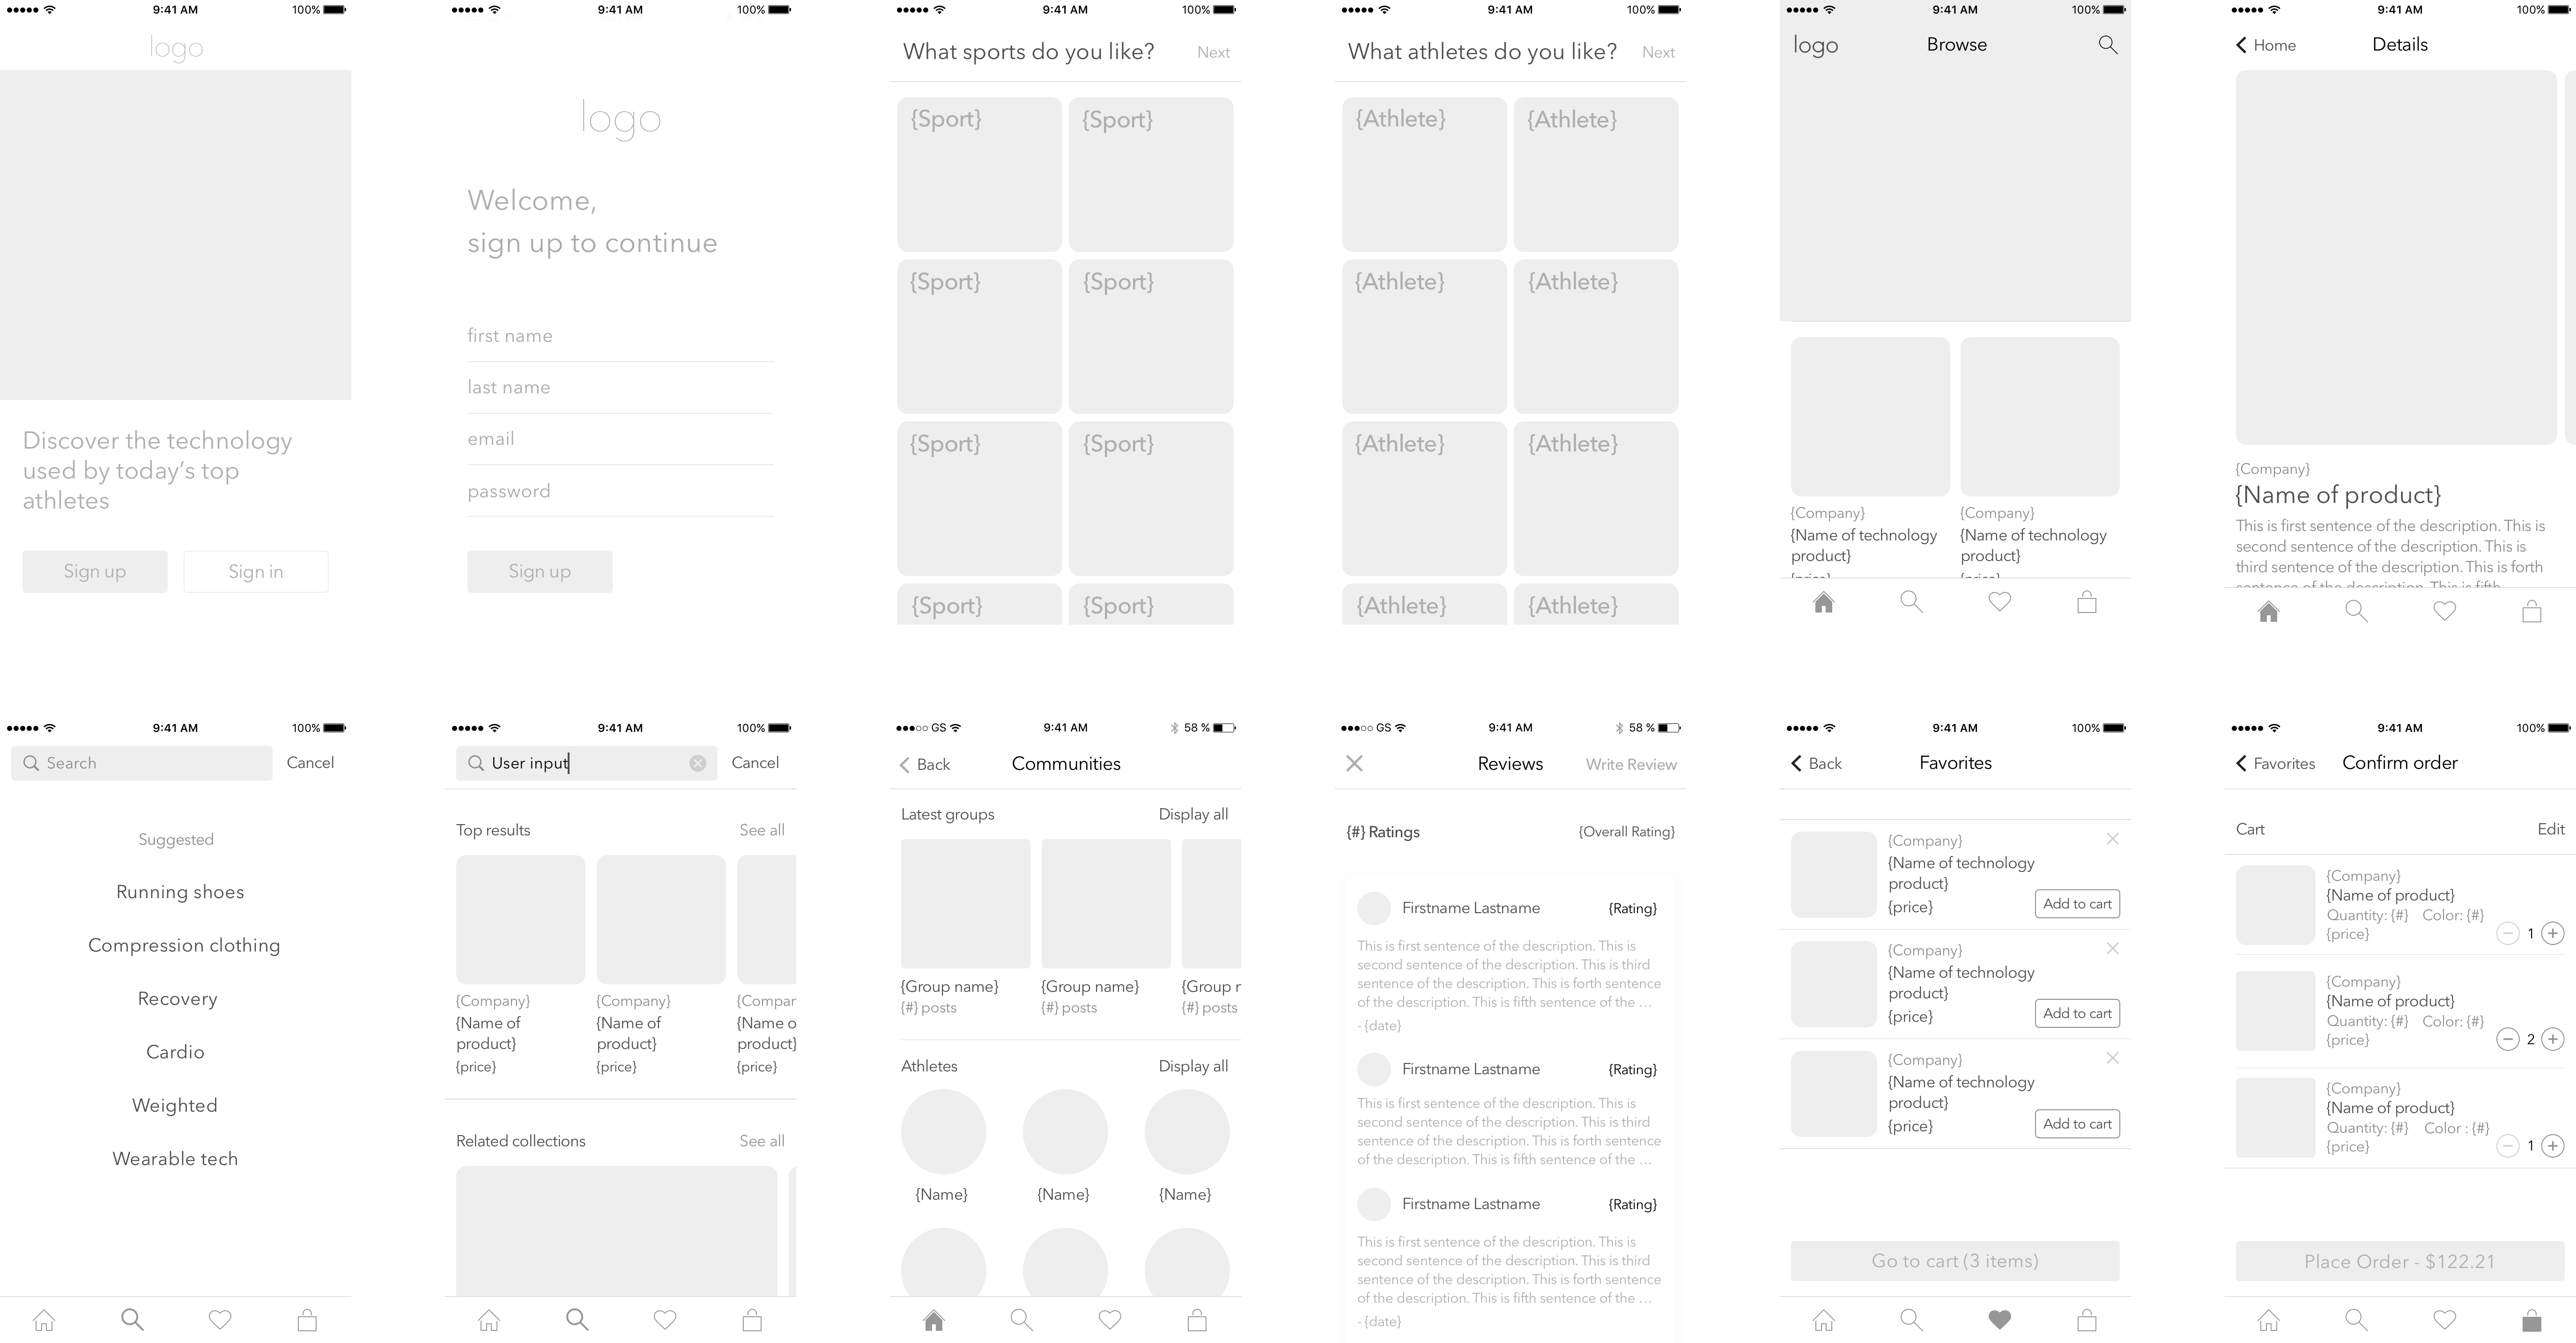 9:41 AM 100%
logo
Discover the technology
used by today's top
athletes
Sign up Sign in
9:41 AM 100%
logo
Welcome,
sign up to continue
first name
last name
email
password
Sign up
9:41 AM 100%
What sports do you like? Next
{Sport} {Sport}
{Sport} {Sport}
{Sport} {Sport}
{Sport} {Sport}
9:41 AM 100%
What athletes do you like? Next
{Athlete} {Athlete}
{Athlete} {Athlete}
{Athlete} {Athlete}
{Athlete} {Athlete}
9:41 AM 100%
logo Browse
{Company} {Company}
{Name of technology {Name of technology
product} product}
{price} {price}
9:41 AM 100%
Home Details
{Company}
{Name of product}
This is first sentence of the description. This is
second sentence of the description. This is
third sentence of the description. This is forth
sentence of the description. This is fifth
9:41 AM 100%
Search Cancel
Suggested
Running shoes
Compression clothing
Recovery
Cardio
Weighted
Wearable tech
9:41 AM 100%
User input Cancel
Top results See all
{Company} {Company} {Compar
{Name of {Name of {Name o
product} product} product}
{price} {price} {price}
Related collections See all
GS 9:41 AM 58 %
Back Communities
Latest groups Display all
{Group name} {Group name} {Group r
{#} posts {#} posts {#} posts
Athletes Display all
{Name} {Name} {Name}
GS 9:41 AM 58 %
Reviews Write Review
{#} Ratings {Overall Rating}
Firstname Lastname {Rating}
This is first sentence of the description. This is
second sentence of the description. This is third
sentence of the description. This is forth sentence
of the description. This is fifth sentence of the ...
- {date}
Firstname Lastname {Rating}
This is first sentence of the description. This is
second sentence of the description. This is third
sentence of the description. This is forth sentence
of the description. This is fifth sentence of the ...
Firstname Lastname {Rating}
This is first sentence of the description. This is
second sentence of the description. This is third
sentence of the description. This is forth sentence
of the description. This is fifth sentence of the ...
- {date}
9:41 AM 100%
Back Favorites
{Company}
{Name of technology
product}
{price} Add to cart
{Company}
{Name of technology
product}
{price} Add to cart
{Company}
{Name of technology
product}
{price} Add to cart
Go to cart (3 items)
9:41 AM 100%
Favorites Confirm order
Cart Edit
{Company}
{Name of product}
Quantity: {#} Color: {#}
{price} 1
{Company}
{Name of product}
Quantity: {#} Color: {#}
{price} 2
{Company}
{Name of product}
Quantity: {#} Color : {#}
{price} 1
Place Order - $122.21